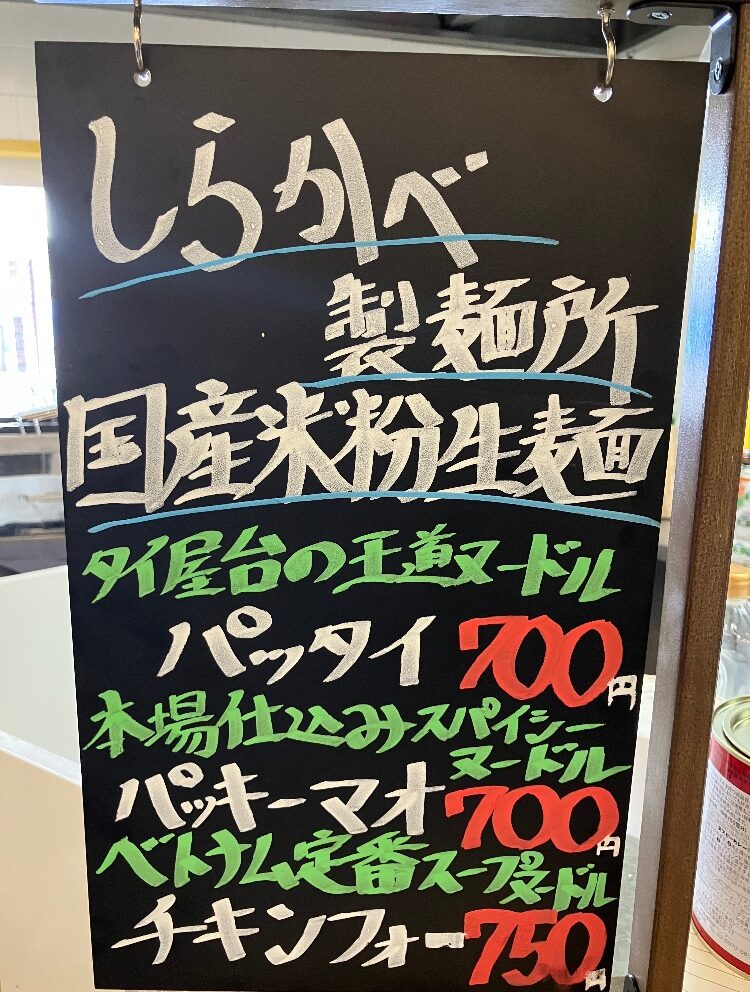 しらかべ
製麺所
国産米粉生麺
タイ屋台の王道ヌードル
パッタイ 700円
本場仕込みスパイシー
ヌードル
パッキーマオ 700円
ベトナム定番スープヌードル
チキンフォー 750円